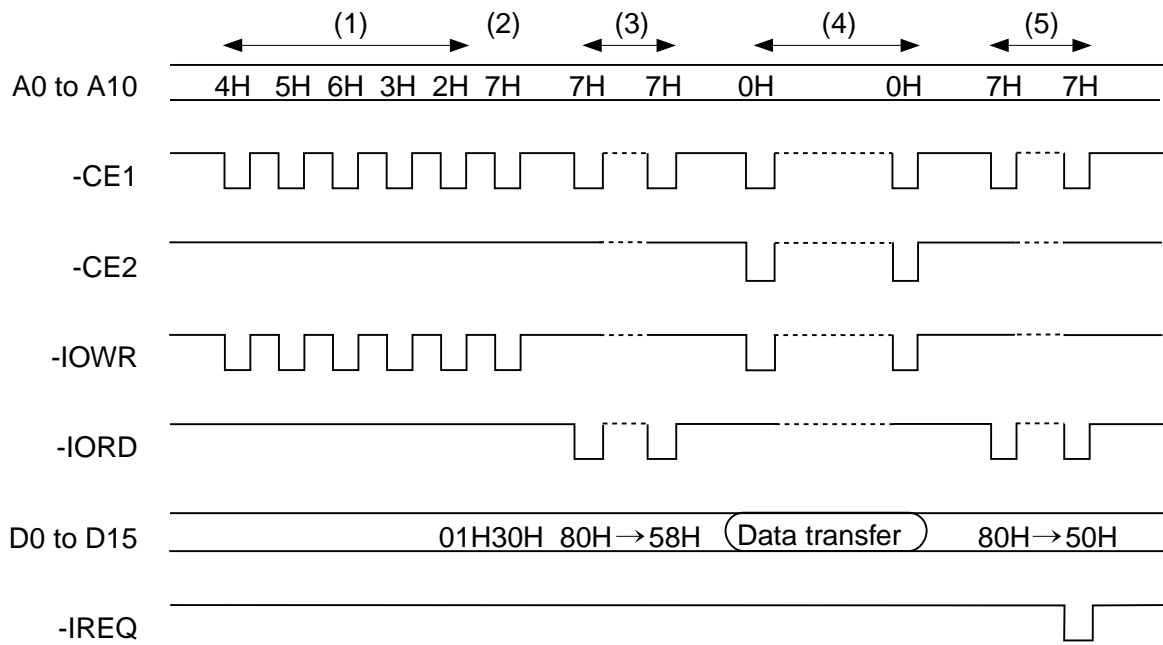 (1) (2) (3) (4) (5)
A0 to A10 4H 5H 6H 3H 2H 7H 7H 7H 0H 0H 7H 7H
-CE1
-CE2
-IOWR
-IORD
D0 to D15 01H30H 80H→58H Data transfer 80H→50H
-IREQ